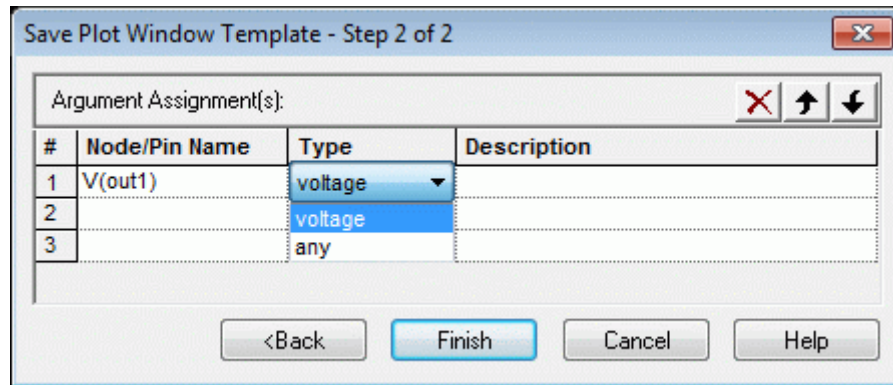 Save Plot Window Template - Step 2 of 2
Argument Assignment(s):
# Node/Pin Name Type Description
1 V(out1) voltage
2 voltage
3 any
<Back Finish Cancel Help